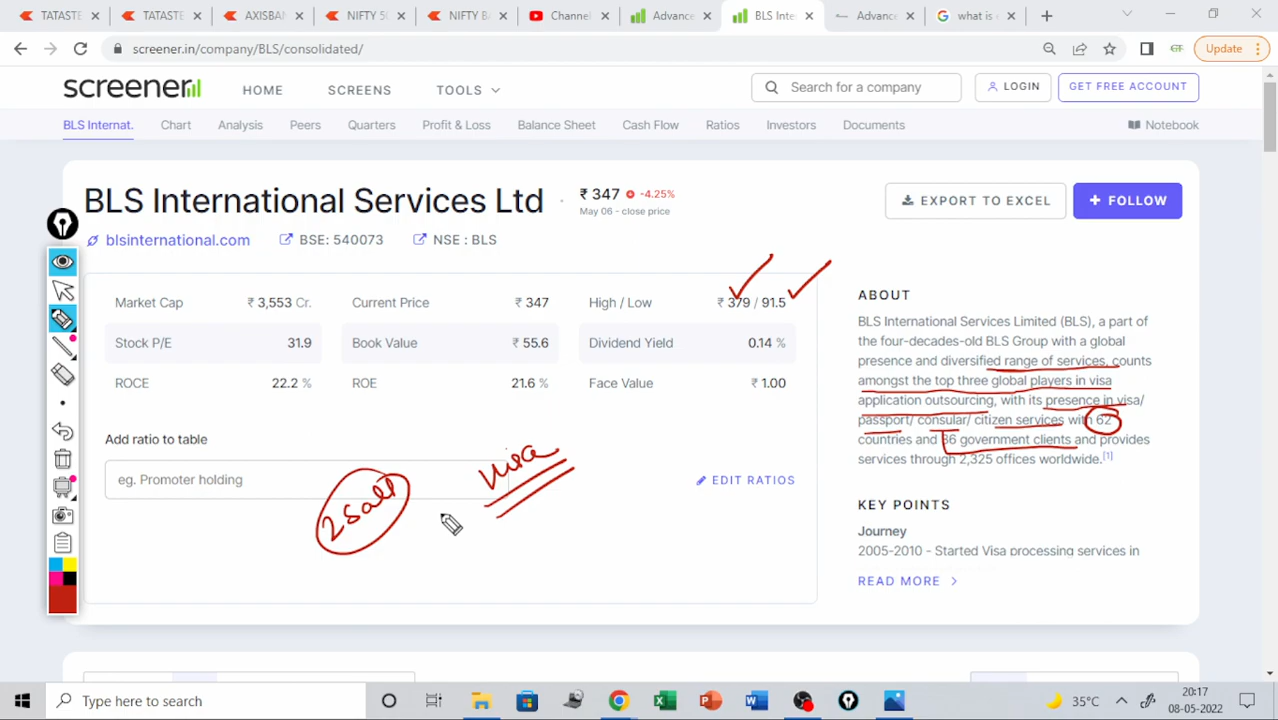 TATASTE
TATASTE
AXISBAN
NIFTY 50
NIFTY BA
Channel
Advance
BLS Inte
Advance
what is
screener.in/company/BLS/consolidated/
Update
screener
HOME
SCREENS
TOOLS
Search for a company
LOGIN
GET FREE ACCOUNT
BLS Internat.
Chart
Analysis
Peers
Quarters
Profit & Loss
Balance Sheet
Cash Flow
Ratios
Investors
Documents
Notebook
BLS International Services Ltd
₹ 347 -4.25%
May 06 - close price
EXPORT TO EXCEL
+ FOLLOW
blsinternational.com
BSE: 540073
NSE : BLS
Market Cap ₹ 3,553 Cr.
Current Price ₹ 347
High / Low ₹ 379 / 91.5
Stock P/E 31.9
Book Value ₹ 55.6
Dividend Yield 0.14 %
ROCE 22.2 %
ROE 21.6 %
Face Value ₹ 1.00
Add ratio to table
eg. Promoter holding
EDIT RATIOS
visa
ABOUT
BLS International Services Limited (BLS), a part of
the four-decades-old BLS Group with a global
presence and diversified range of services, counts
amongst the top three global players in visa
application outsourcing, with its presence in visa/
passport/ consular/ citizen services with 62
countries and 36 government clients and provides
services through 2,325 offices worldwide.[1]
KEY POINTS
Journey
2005-2010 - Started Visa processing services in
READ MORE
Type here to search
35°C
20:17
08-05-2022